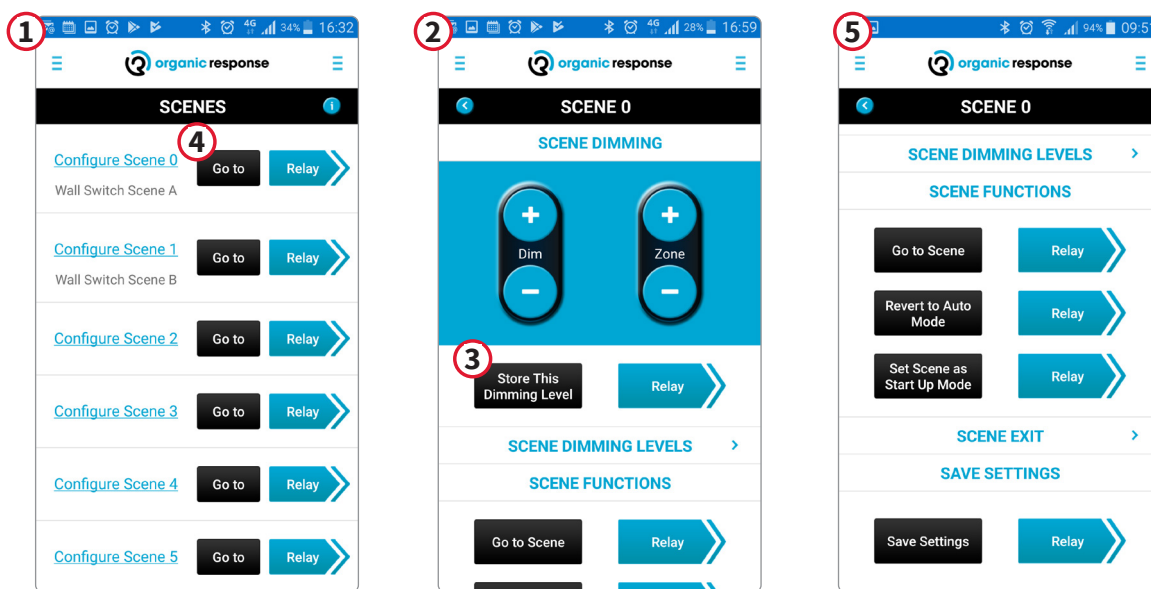 1
34% 16:32
organic response
SCENES
4
Configure Scene 0
Go to
Relay
Wall Switch Scene A
Configure Scene 1
Go to
Relay
Wall Switch Scene B
Configure Scene 2
Go to
Relay
Configure Scene 3
Go to
Relay
Configure Scene 4
Go to
Relay
Configure Scene 5
Go to
Relay
2
4G 28% 16:59
organic response
SCENE 0
SCENE DIMMING
Dim
Zone
3
Store This
Dimming Level
Relay
SCENE DIMMING LEVELS
SCENE FUNCTIONS
Go to Scene
Relay
5
94%
organic response
SCENE 0
SCENE DIMMING LEVELS
SCENE FUNCTIONS
Go to Scene
Relay
Revert to Auto
Mode
Relay
Set Scene as
Start Up Mode
Relay
SCENE EXIT
SAVE SETTINGS
Save Settings
Relay